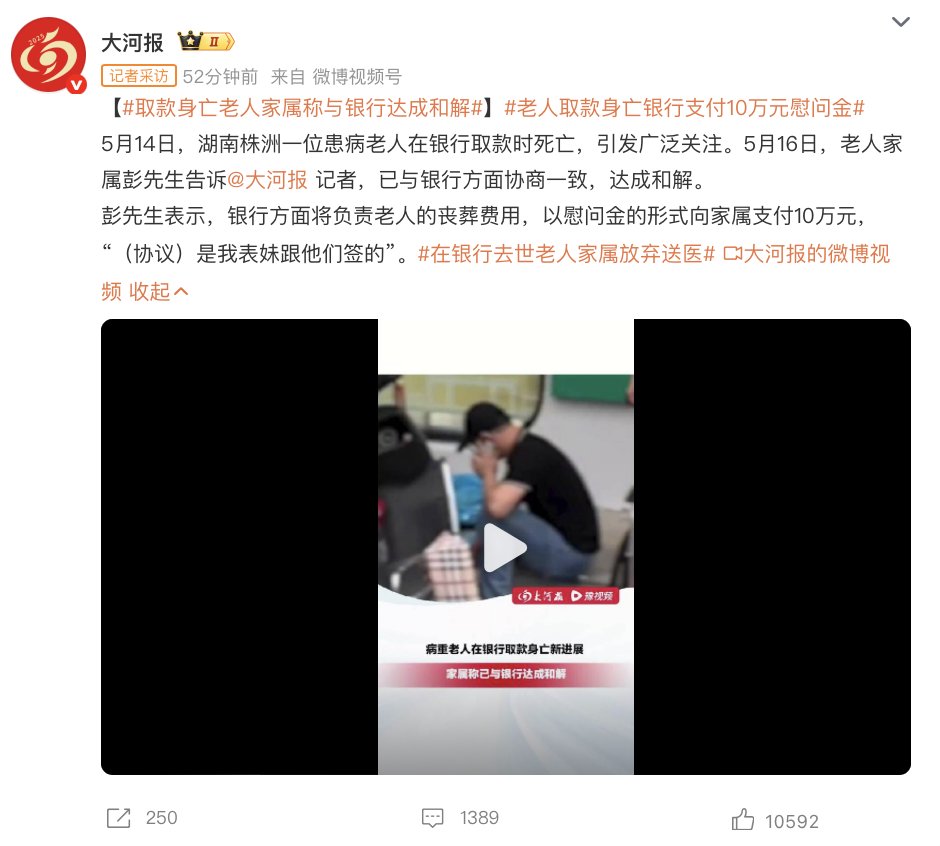 2025
大河报 II
记者采访 52分钟前 来自 微博视频号
【#取款身亡老人家属称与银行达成和解#】#老人取款身亡银行支付10万元慰问金#
5月14日，湖南株洲一位患病老人在银行取款时死亡，引发广泛关注。5月16日，老人家
属彭先生告诉@大河报 记者，已与银行方面协商一致，达成和解。
彭先生表示，银行方面将负责老人的丧葬费用，以慰问金的形式向家属支付10万元，
“（协议）是我表妹跟他们签的”。#在银行去世老人家属放弃送医# 大河报的微博视
频 收起
大河报 豫视频
病重老人在银行取款身亡新进展
家属称已与银行达成和解
250 1389 10592